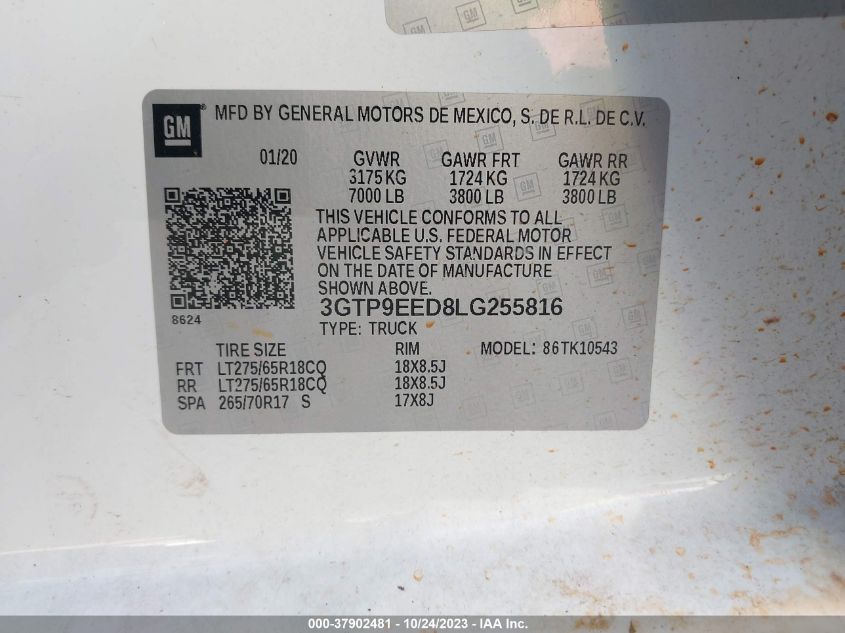 GM
GM ® MFD BY GENERAL MOTORS DE MEXICO, S. DE R.L. DE C.V.
01/20 GVWR GAWR FRT GAWR RR
3175 KG 1724 KG 1724 KG
7000 LB 3800 LB 3800 LB
THIS VEHICLE CONFORMS TO ALL
APPLICABLE U.S. FEDERAL MOTOR
VEHICLE SAFETY STANDARDS IN EFFECT
ON THE DATE OF MANUFACTURE
SHOWN ABOVE.
8624 3GTP9EED8LG255816
TYPE: TRUCK
TIRE SIZE RIM MODEL: 86TK10543
FRT LT275/65R18CQ 18X8.5J
RR LT275/65R18CQ 18X8.5J
SPA 265/70R17 S 17X8J
000-37902481 - 10/24/2023 - IAA Inc.